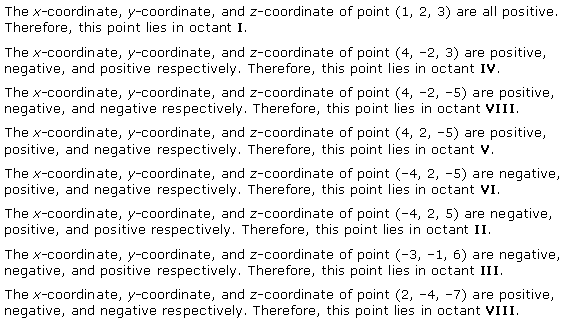 The x-coordinate, y-coordinate, and z-coordinate of point (1, 2, 3) are all positive.
Therefore, this point lies in octant I.
The x-coordinate, y-coordinate, and z-coordinate of point (4, −2, 3) are positive,
negative, and positive respectively. Therefore, this point lies in octant IV.
The x-coordinate, y-coordinate, and z-coordinate of point (4, −2, −5) are positive,
negative, and negative respectively. Therefore, this point lies in octant VIII.
The x-coordinate, y-coordinate, and z-coordinate of point (4, 2, −5) are positive,
positive, and negative respectively. Therefore, this point lies in octant V.
The x-coordinate, y-coordinate, and z-coordinate of point (−4, 2, −5) are negative,
positive, and negative respectively. Therefore, this point lies in octant VI.
The x-coordinate, y-coordinate, and z-coordinate of point (−4, 2, 5) are negative,
positive, and positive respectively. Therefore, this point lies in octant II.
The x-coordinate, y-coordinate, and z-coordinate of point (−3, −1, 6) are negative,
negative, and positive respectively. Therefore, this point lies in octant III.
The x-coordinate, y-coordinate, and z-coordinate of point (2, −4, −7) are positive,
negative, and negative respectively. Therefore, this point lies in octant VIII.